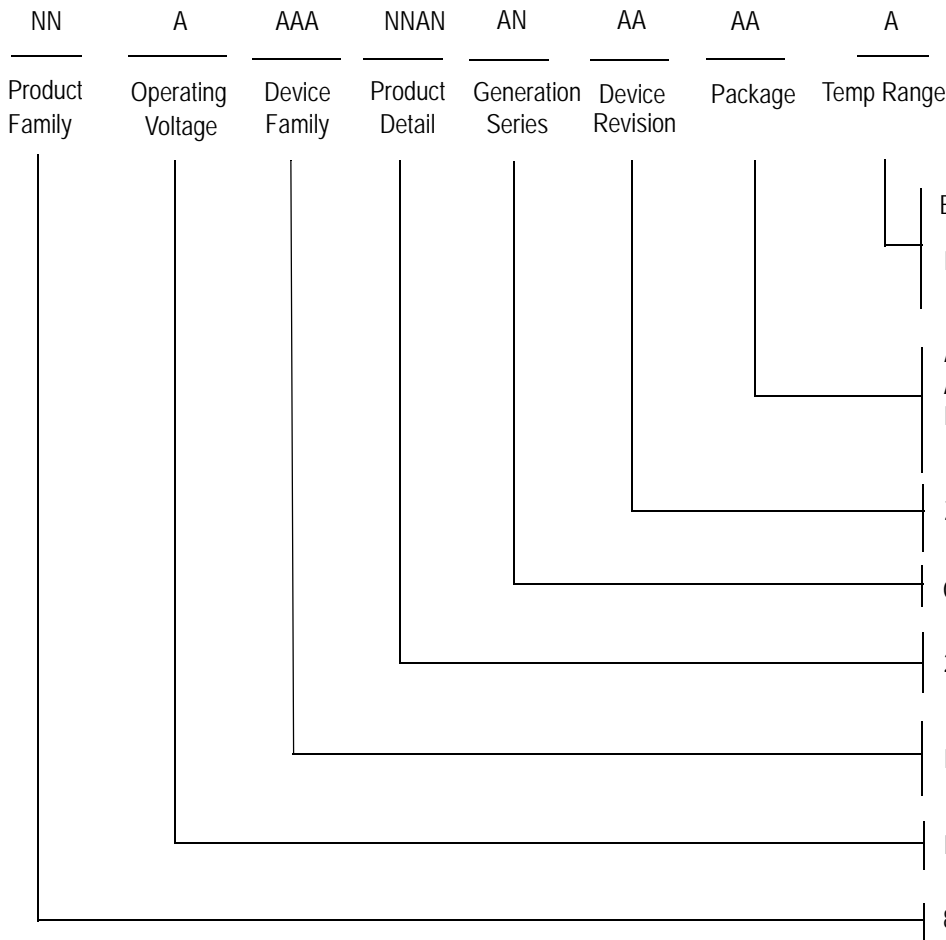 NN A AAA NNAN AN AA AA A
Product Operating Device Product Generation Device Package Temp Range
Family Voltage Family Detail Series Revision